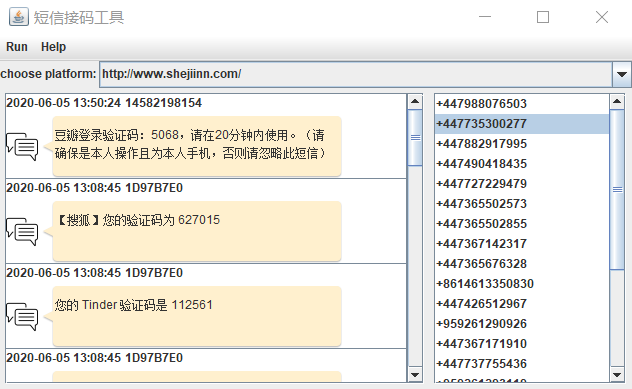 短信接码工具
Run Help
choose platform: http://www.shejiinn.com/
2020-06-05 13:50:24 14582198154
豆瓣登录验证码：5068，请在20分钟内使用。（请
确保是本人操作且为本人手机，否则请忽略此短信）
2020-06-05 13:08:45 1D97B7E0
【搜狐】您的验证码为 627015
2020-06-05 13:08:45 1D97B7E0
您的 Tinder 验证码是 112561
2020-06-05 13:08:45 1D97B7E0
+447988076503
+447735300277
+447882917995
+447490418435
+447727229479
+447365502573
+447365502855
+447367142317
+447365676328
+8614613350830
+447426512967
+959261290926
+447367171910
+447737755436